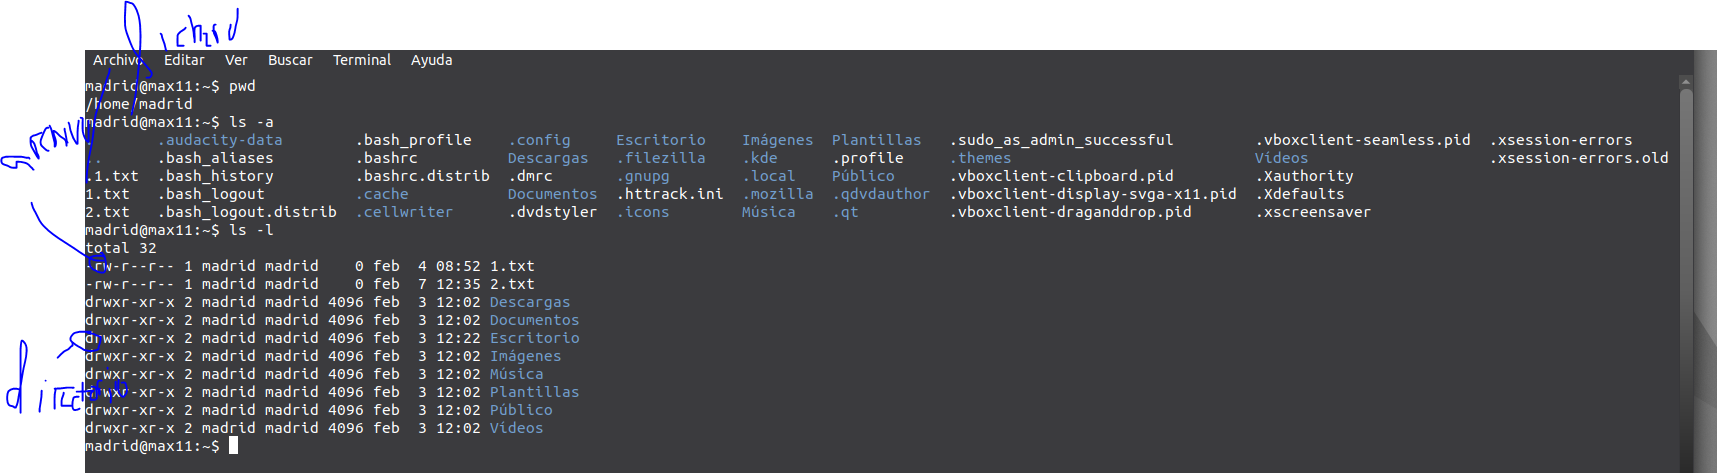 Richard
Archivo Editar Ver Buscar Terminal Ayuda
madrid@max11:~$ pwd
/home/madrid
madrid@max11:~$ ls -a
. .audacity-data .bash_profile .config Escritorio Imágenes Plantillas .sudo_as_admin_successful .vboxclient-seamless.pid .xsession-errors
.. .bash_aliases .bashrc Descargas .filezilla .kde .profile .themes Vídeos .xsession-errors.old
.1.txt .bash_history .bashrc.distrib .dmrc .gnupg .local Público .vboxclient-clipboard.pid .Xauthority
1.txt .bash_logout .cache Documentos .httrack.ini .mozilla .qdvdauthor .vboxclient-display-svga-x11.pid .Xdefaults
2.txt .bash_logout.distrib .cellwriter .dvdstyler .icons Música .qt .vboxclient-draganddrop.pid .xscreensaver
madrid@max11:~$ ls -l
total 32
-rw-r--r-- 1 madrid madrid 0 feb 4 08:52 1.txt
-rw-r--r-- 1 madrid madrid 0 feb 7 12:35 2.txt
drwxr-xr-x 2 madrid madrid 4096 feb 3 12:02 Descargas
drwxr-xr-x 2 madrid madrid 4096 feb 3 12:02 Documentos
drwxr-xr-x 2 madrid madrid 4096 feb 3 12:22 Escritorio
drwxr-xr-x 2 madrid madrid 4096 feb 3 12:02 Imágenes
drwxr-xr-x 2 madrid madrid 4096 feb 3 12:02 Música
drwxr-xr-x 2 madrid madrid 4096 feb 3 12:02 Plantillas
drwxr-xr-x 2 madrid madrid 4096 feb 3 12:02 Público
drwxr-xr-x 2 madrid madrid 4096 feb 3 12:02 Vídeos
madrid@max11:~$
directorio